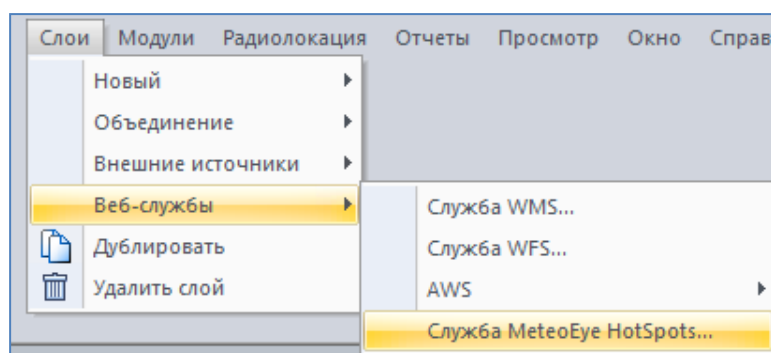 Слои Модули Радиолокация Отчеты Просмотр Окно Справ
Новый
Объединение
Внешние источники
Веб-службы
Дублировать
Удалить слой
Служба WMS...
Служба WFS...
AWS
Служба MeteoEye HotSpots...